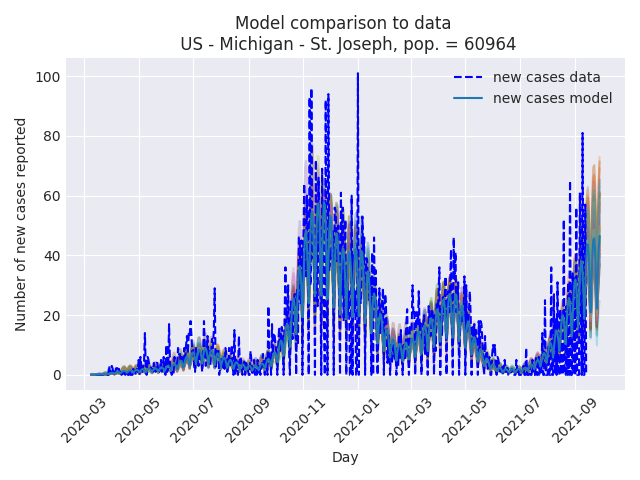 Model comparison to data
US - Michigan - St. Joseph, pop. = 60964
new cases data
new cases model
Number of new cases reported
100
80
60
40
20
0
2020-03
2020-05
2020-07
2020-09
2020-11
2021-01
2021-03
2021-05
2021-07
2021-09
Day